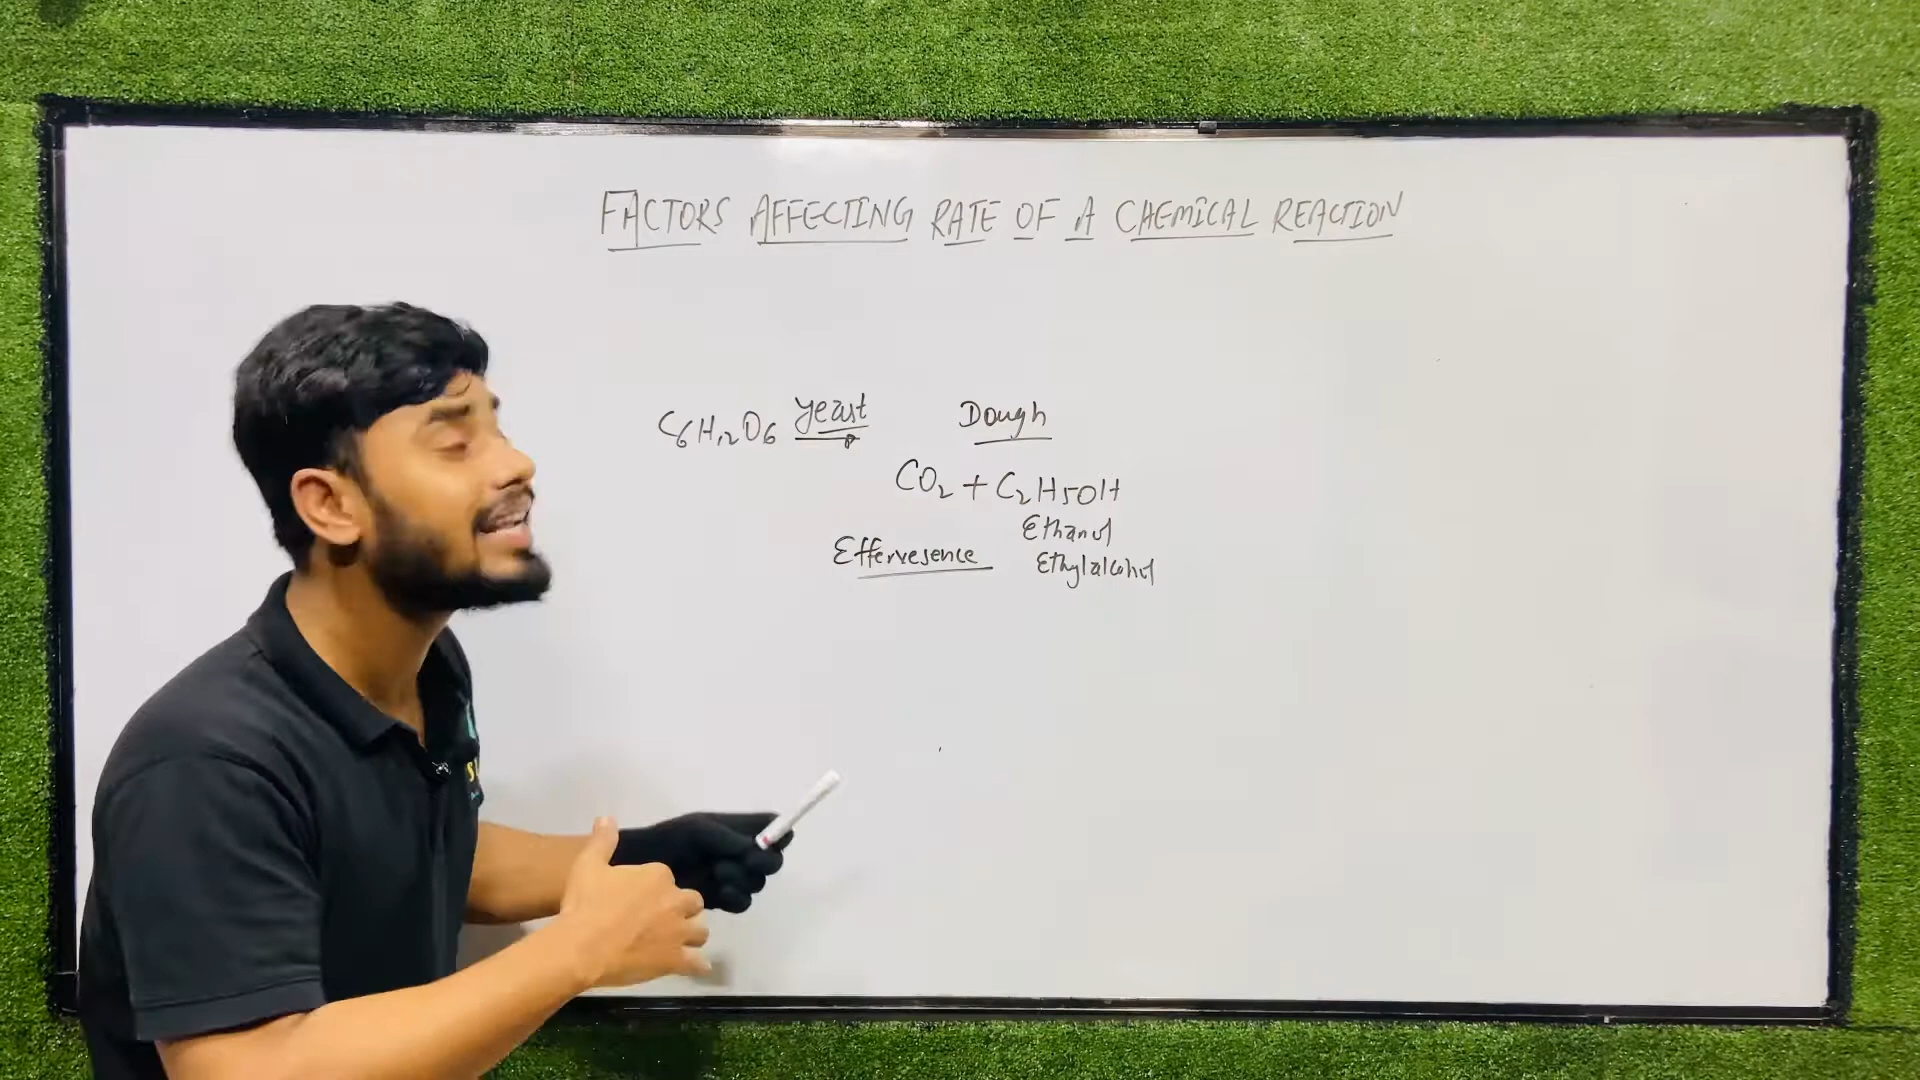 FACTORS AFFECTING RATE OF A CHEMICAL REACTION
C6H12O6 yeast Dough
CO2 + C2H5OH
Ethanol
Effervesence Ethylalcohol